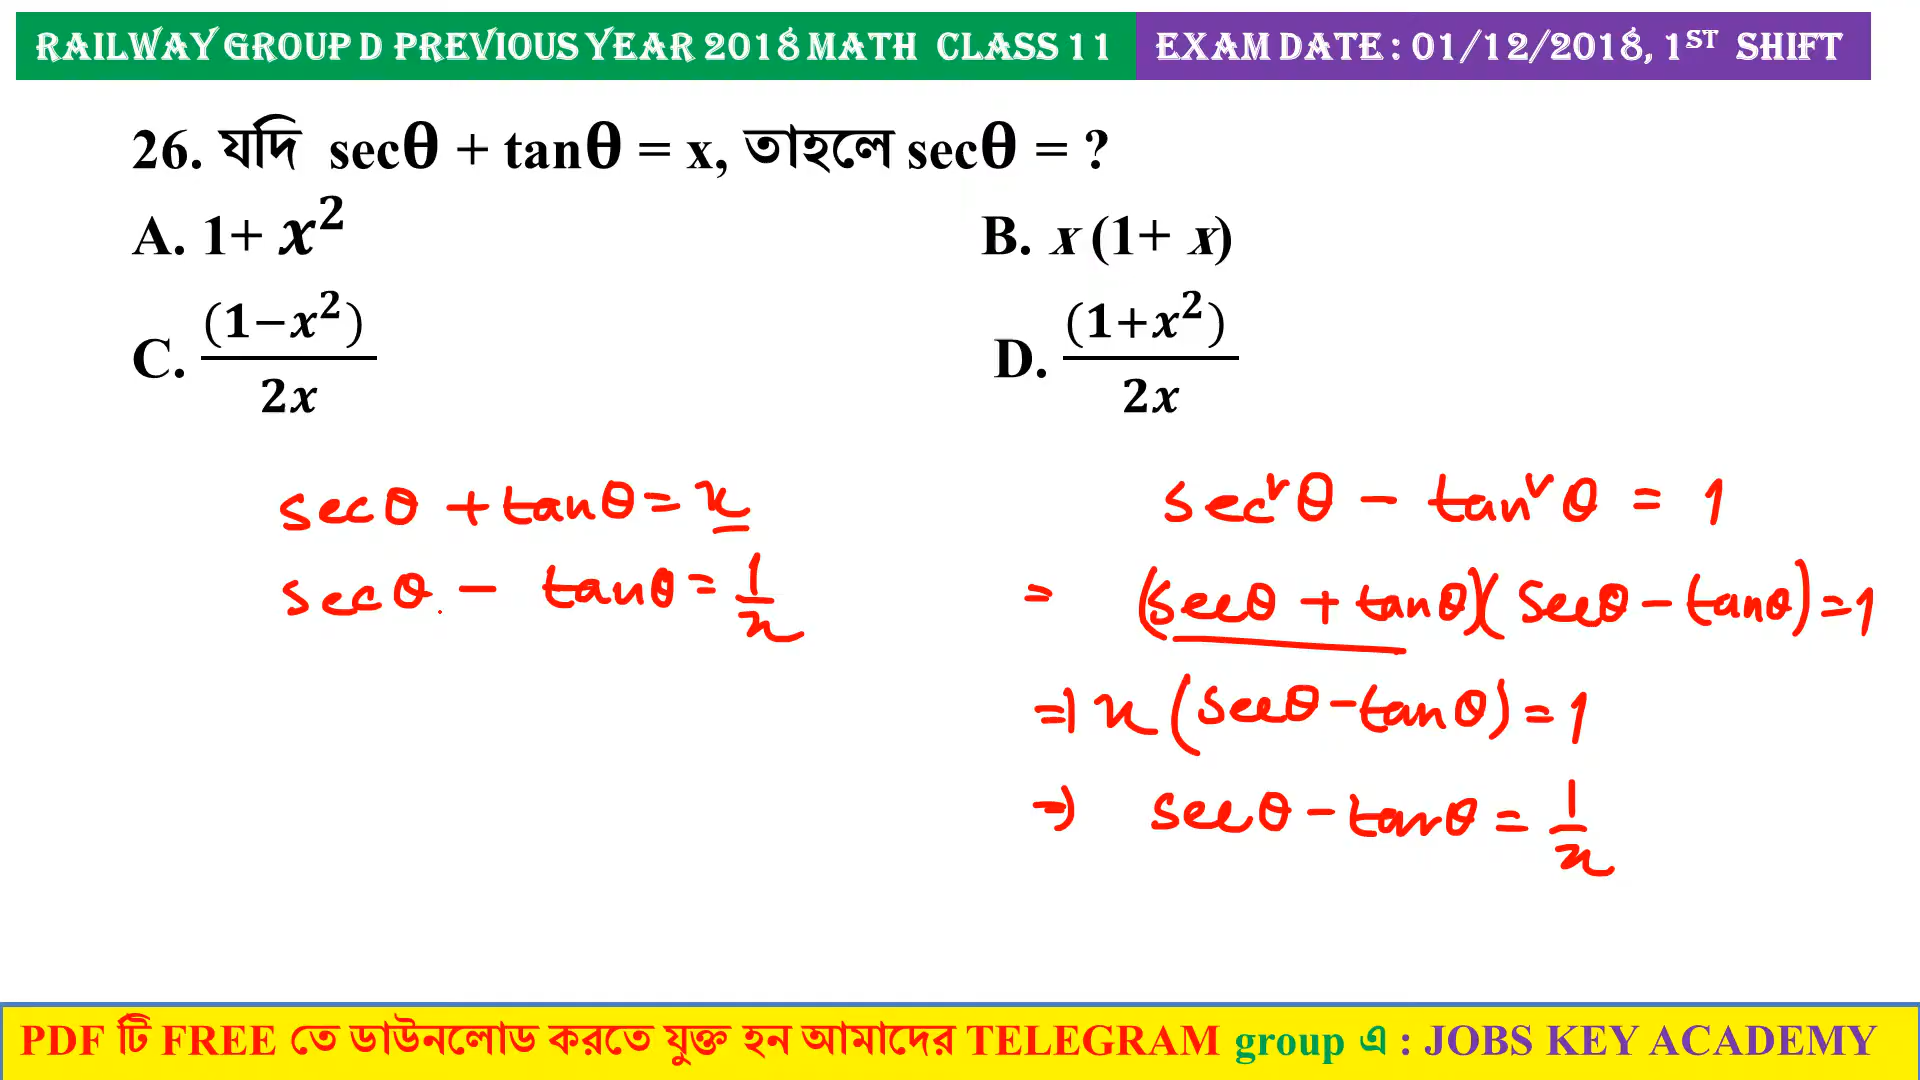 RAILWAY GROUP D PREVIOUS YEAR 2018 MATH CLASS 11 EXAM DATE : 01/12/2018, 1ST SHIFT
26. যদি secθ + tanθ = x, তাহলে secθ = ?
A. 1+ x² B. x (1+ x)
C. (1−x²)/2x D. (1+x²)/2x
secθ + tanθ = x
secθ − tanθ = 1/x
sec²θ − tan²θ = 1
= (secθ + tanθ)(secθ − tanθ) = 1
⇒ x (secθ − tanθ) = 1
⇒ secθ − tanθ = 1/x
PDF টি FREE তে ডাউনলোড করতে যুক্ত হন আমাদের TELEGRAM group এ : JOBS KEY ACADEMY